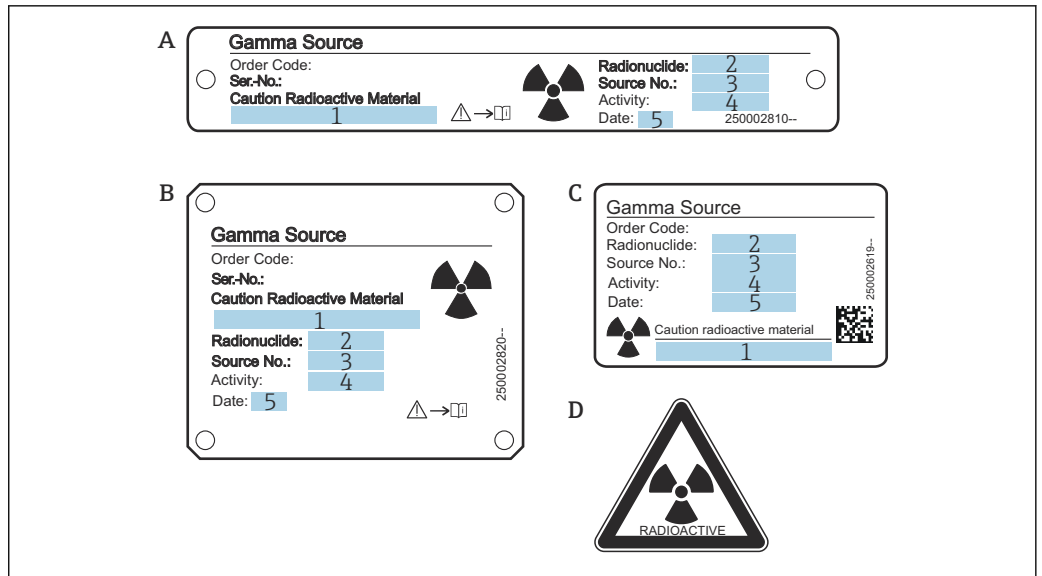 A
Gamma Source
Order Code:
Ser.-No.:
Caution Radioactive Material
1
Radionuclide: 2
Source No.: 3
Activity: 4
Date: 5 250002810--
B
Gamma Source
Order Code:
Ser.-No.:
Caution Radioactive Material
1
Radionuclide: 2
Source No.: 3
Activity: 4
Date: 5
250002820--
C
Gamma Source
Order Code:
Radionuclide: 2
Source No.: 3
Activity: 4
Date: 5
250002619--
Caution radioactive material
1
D
RADIOACTIVE